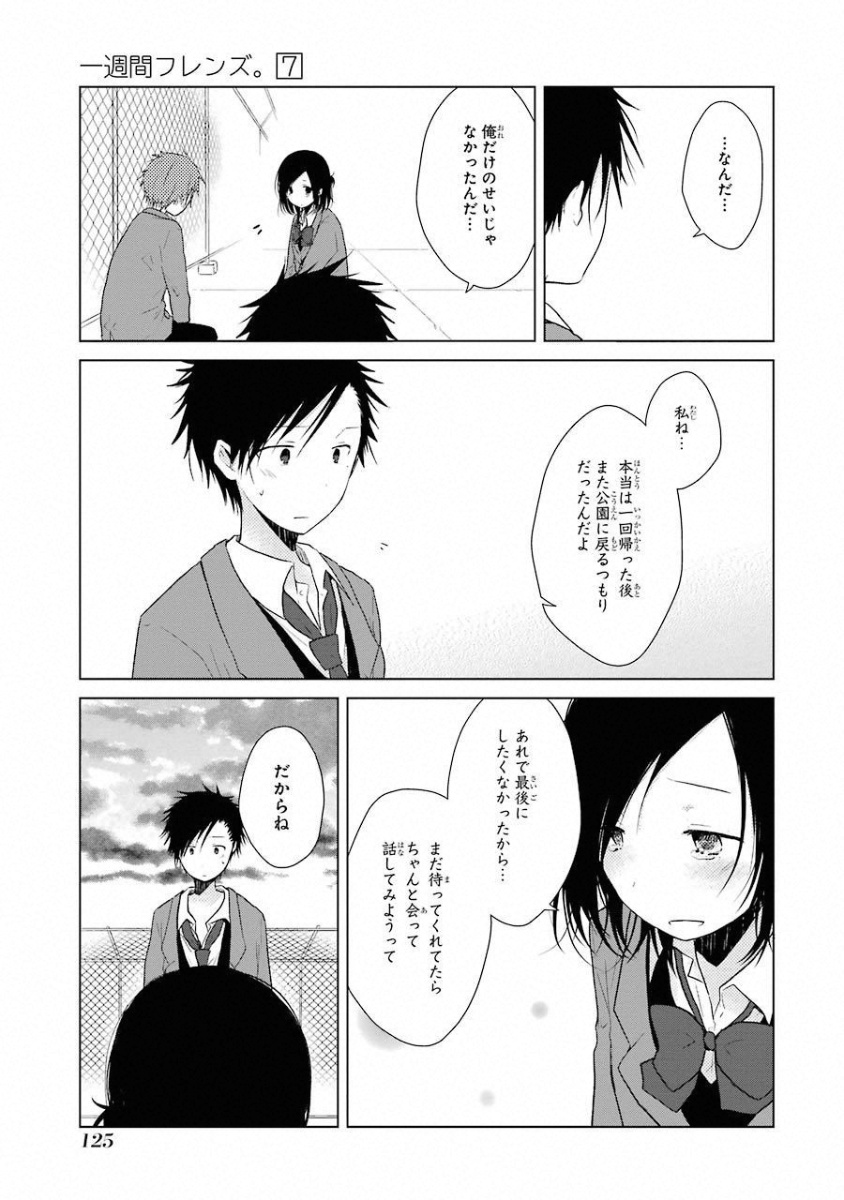 一週間フレンズ。7
…なんだ…
俺だけのせいじゃ
なかったんだ…
私ね…
本当は一回帰った後
また公園に戻るつもり
だったんだよ
あれで最後に
したくなかったから…
まだ待ってくれてたら
ちゃんと会って
話してみようって
だからね
125